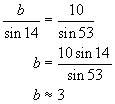 b / sin 14 = 10 / sin 53
b = 10 sin 14 / sin 53
b ≈ 3